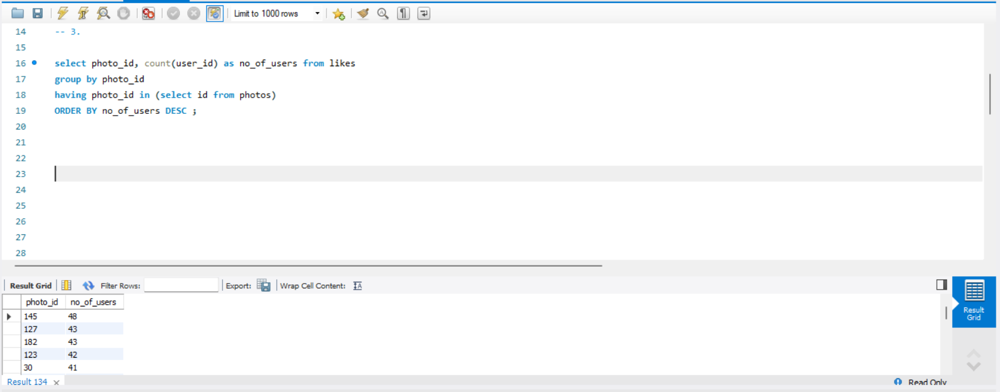 Limit to 1000 rows
14 -- 3.
15
16 select photo_id, count(user_id) as no_of_users from likes
17 group by photo_id
18 having photo_id in (select id from photos)
19 ORDER BY no_of_users DESC ;
20
21
22
23
24
25
26
27
28
Result Grid Filter Rows: Export: Wrap Cell Content: IA
photo_id no_of_users
145 48
127 43
182 43
123 42
30 41
Result
Grid
Result 134 × Read Only